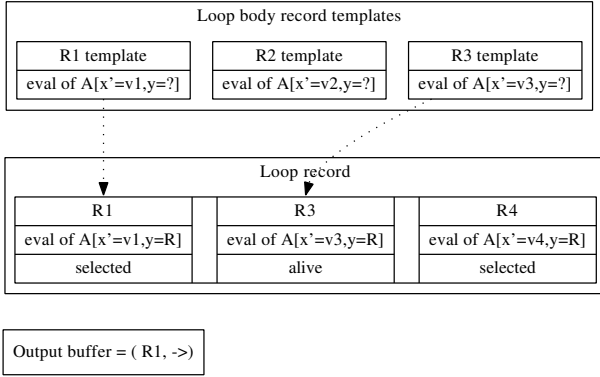 Loop body record templates
R1 template R2 template R3 template
eval of A[x'=v1,y=?] eval of A[x'=v2,y=?] eval of A[x'=v3,y=?]
Loop record
R1 R3 R4
eval of A[x'=v1,y=R] eval of A[x'=v3,y=R] eval of A[x'=v4,y=R]
selected alive selected
Output buffer = ( R1, ->)